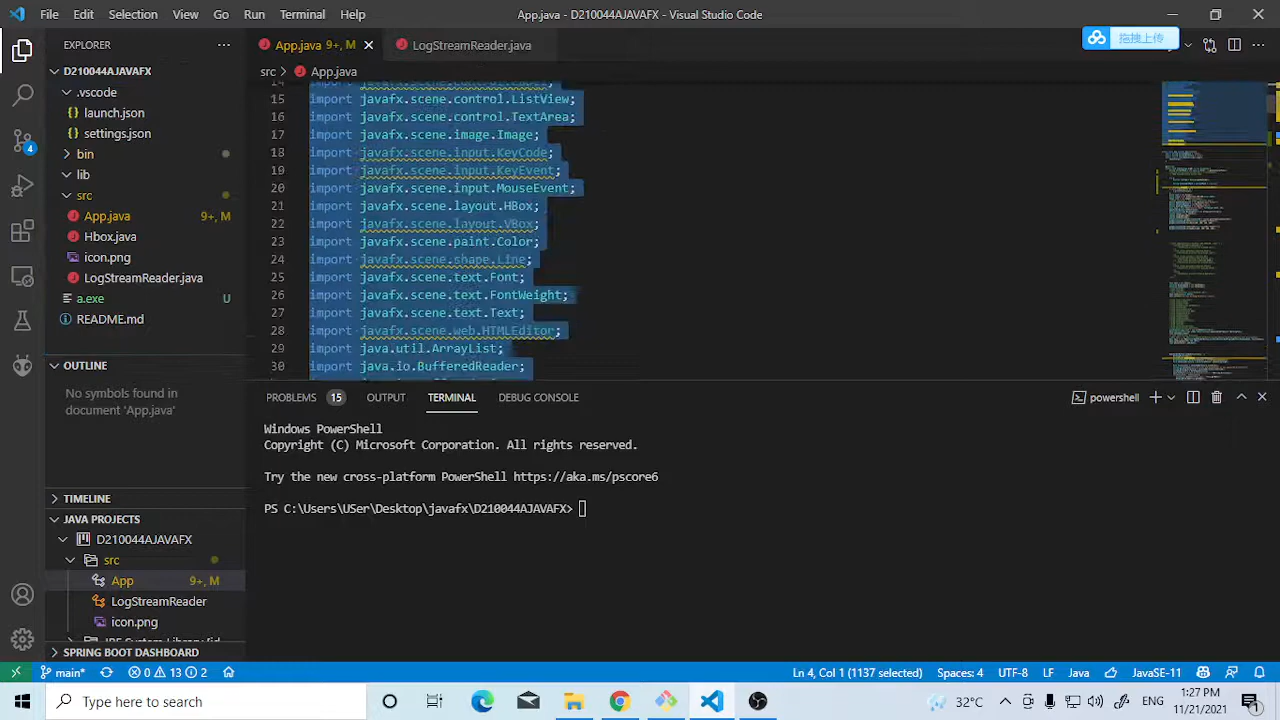 File Edit Selection View Go Run Terminal Help App.java - D210044AJAVAFX - Visual Studio Code
EXPLORER
App.java 9+, M
LogStreamReader.java
拖拽上传
D210044AJAVAFX
src > App.java
.vscode
launch.json
settings.json
bin
lib
src
App.java 9+, M
Hbox.java
icon.png
LogStreamReader.java
a.exe U
README.md
OUTLINE
No symbols found in
document 'App.java'
TIMELINE
JAVA PROJECTS
D210044AJAVAFX
src
App 9+, M
LogStreamReader
icon.png
SPRING BOOT DASHBOARD
15 import javafx.scene.control.ListView;
16 import javafx.scene.control.TextArea;
17 import javafx.scene.image.Image;
18 import javafx.scene.input.KeyCode;
19 import javafx.scene.input.KeyEvent;
20 import javafx.scene.input.MouseEvent;
21 import javafx.scene.layout.HBox;
22 import javafx.scene.layout.VBox;
23 import javafx.scene.paint.Color;
24 import javafx.scene.shape.Line;
25 import javafx.scene.text.Font;
26 import javafx.scene.text.FontWeight;
27 import javafx.scene.text.Text;
28 import javafx.scene.web.HTMLEditor;
29 import java.util.ArrayList;
30 import java.io.BufferedReader;
PROBLEMS 15 OUTPUT TERMINAL DEBUG CONSOLE
powershell
Windows PowerShell
Copyright (C) Microsoft Corporation. All rights reserved.
Try the new cross-platform PowerShell https://aka.ms/pscore6
PS C:\Users\USer\Desktop\javafx\D210044AJAVAFX>
4
main* 0 13 2
Ln 4, Col 1 (1137 selected) Spaces: 4 UTF-8 LF Java JavaSE-11
Type here to search
32°C
ENG
1:27 PM
11/21/2021
1